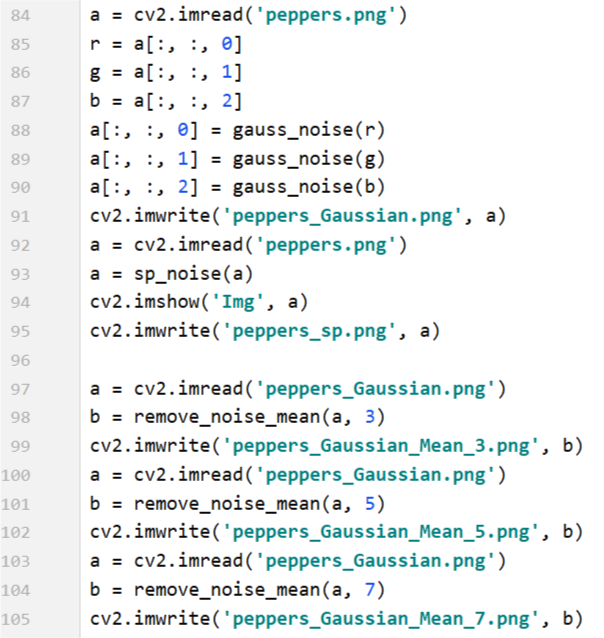 84 a = cv2.imread('peppers.png')
85 r = a[:, :, 0]
86 g = a[:, :, 1]
87 b = a[:, :, 2]
88 a[:, :, 0] = gauss_noise(r)
89 a[:, :, 1] = gauss_noise(g)
90 a[:, :, 2] = gauss_noise(b)
91 cv2.imwrite('peppers_Gaussian.png', a)
92 a = cv2.imread('peppers.png')
93 a = sp_noise(a)
94 cv2.imshow('Img', a)
95 cv2.imwrite('peppers_sp.png', a)
96
97 a = cv2.imread('peppers_Gaussian.png')
98 b = remove_noise_mean(a, 3)
99 cv2.imwrite('peppers_Gaussian_Mean_3.png', b)
100 a = cv2.imread('peppers_Gaussian.png')
101 b = remove_noise_mean(a, 5)
102 cv2.imwrite('peppers_Gaussian_Mean_5.png', b)
103 a = cv2.imread('peppers_Gaussian.png')
104 b = remove_noise_mean(a, 7)
105 cv2.imwrite('peppers_Gaussian_Mean_7.png', b)